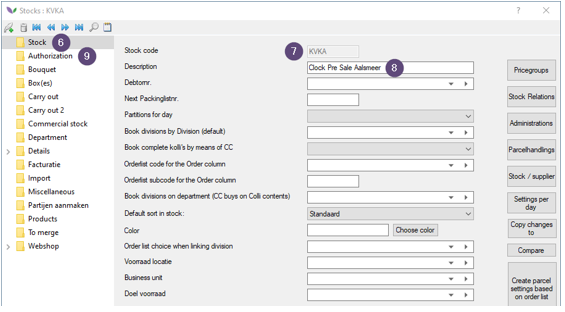 Stocks : KVKA
Stock 6
Authorization 9
Bouquet
Box(es)
Carry out
Carry out 2
Commercial stock
Department
Details
Facturatie
Import
Miscellaneous
Partijen aanmaken
Products
To merge
Webshop
Stock code 7 KVKA
Description Clock Pre Sale Aalsmeer 8
Debtornr.
Next Packinglistnr.
Partitions for day
Book divisions by Division (default)
Book complete kolli's by means of CC
Orderlist code for the Order column
Orderlist subcode for the Order column
Book divisions on department (CC buys on Colli contents)
Default sort in stock: Standaard
Color Choose color
Order list choice when linking division
Voorraad locatie
Business unit
Doel voorraad
Pricegroups
Stock Relations
Administrations
Parcelhandlings
Stock / supplier
Settings per
day
Copy changes
to
Compare
Create parcel
settings based
on order list